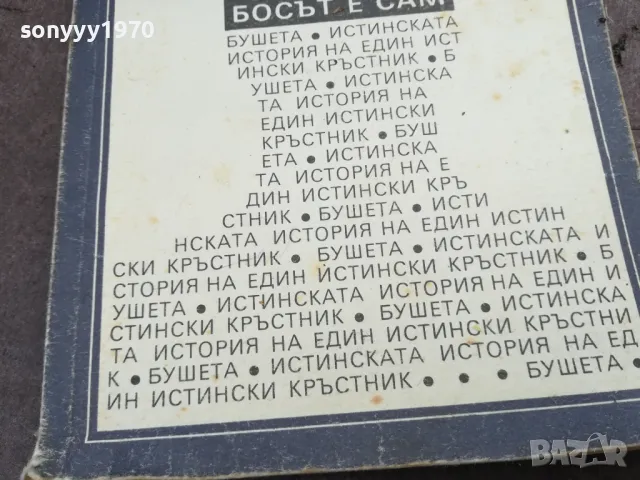 sonyyy1970
БОСЪТ Е САМ
БУШЕТА • ИСТИНСКАТА
ИСТОРИЯ НА ЕДИН ИСТ
ИНСКИ КРЪСТНИК • Б
УШЕТА • ИСТИНСКА
ТА ИСТОРИЯ НА
ЕДИН ИСТИНСКИ
КРЪСТНИК • БУШ
ЕТА • ИСТИНСКА
ТА ИСТОРИЯ НА Е
ДИН ИСТИНСКИ КРЪ
СТНИК • БУШЕТА • ИСТИ
НСКАТА ИСТОРИЯ НА ЕДИН ИСТИН
СКИ КРЪСТНИК • БУШЕТА • ИСТИНСКАТА И
СТОРИЯ НА ЕДИН ИСТИНСКИ КРЪСТНИК • Б
УШЕТА • ИСТИНСКАТА ИСТОРИЯ НА ЕДИН И
СТИНСКИ КРЪСТНИК • БУШЕТА • ИСТИНСКА
ТА ИСТОРИЯ НА ЕДИН ИСТИНСКИ КРЪСТНИ
К • БУШЕТА • ИСТИНСКАТА ИСТОРИЯ НА ЕД
ИН ИСТИНСКИ КРЪСТНИК • • • БУШЕТА •
BAZAR
bg